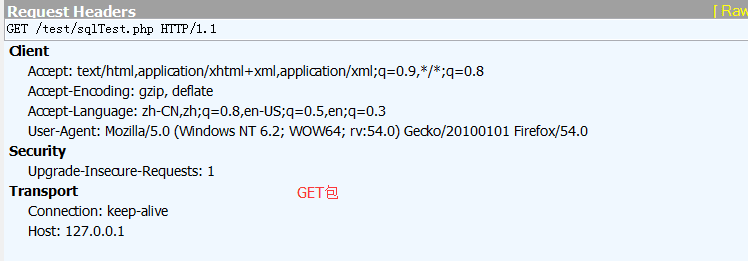 Request Headers [ Raw
GET /test/sqlTest.php HTTP/1.1
Client
Accept: text/html,application/xhtml+xml,application/xml;q=0.9,*/*;q=0.8
Accept-Encoding: gzip, deflate
Accept-Language: zh-CN,zh;q=0.8,en-US;q=0.5,en;q=0.3
User-Agent: Mozilla/5.0 (Windows NT 6.2; WOW64; rv:54.0) Gecko/20100101 Firefox/54.0
Security
Upgrade-Insecure-Requests: 1
Transport
GET包
Connection: keep-alive
Host: 127.0.0.1